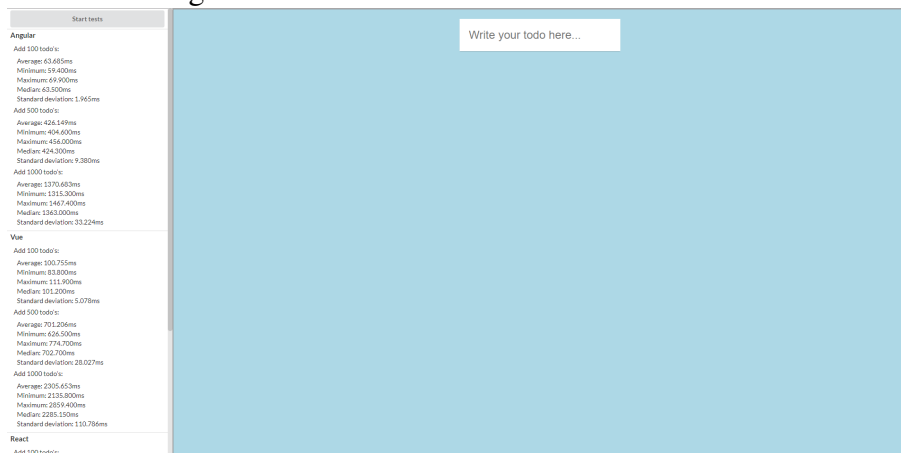 Start tests
Write your todo here...
Angular
Add 100 todo's:
Average: 63.685ms
Minimum: 59.400ms
Maximum: 69.900ms
Median: 63.500ms
Standard deviation: 1.965ms
Add 500 todo's:
Average: 426.149ms
Minimum: 404.600ms
Maximum: 456.000ms
Median: 424.300ms
Standard deviation: 9.380ms
Add 1000 todo's:
Average: 1370.683ms
Minimum: 1315.300ms
Maximum: 1467.400ms
Median: 1363.000ms
Standard deviation: 33.224ms
Vue
Add 100 todo's:
Average: 100.755ms
Minimum: 83.800ms
Maximum: 111.900ms
Median: 101.200ms
Standard deviation: 5.078ms
Add 500 todo's:
Average: 701.206ms
Minimum: 626.500ms
Maximum: 774.700ms
Median: 702.700ms
Standard deviation: 28.027ms
Add 1000 todo's:
Average: 2305.653ms
Minimum: 2135.800ms
Maximum: 2859.400ms
Median: 2285.150ms
Standard deviation: 110.786ms
React
Add 100 todo's: